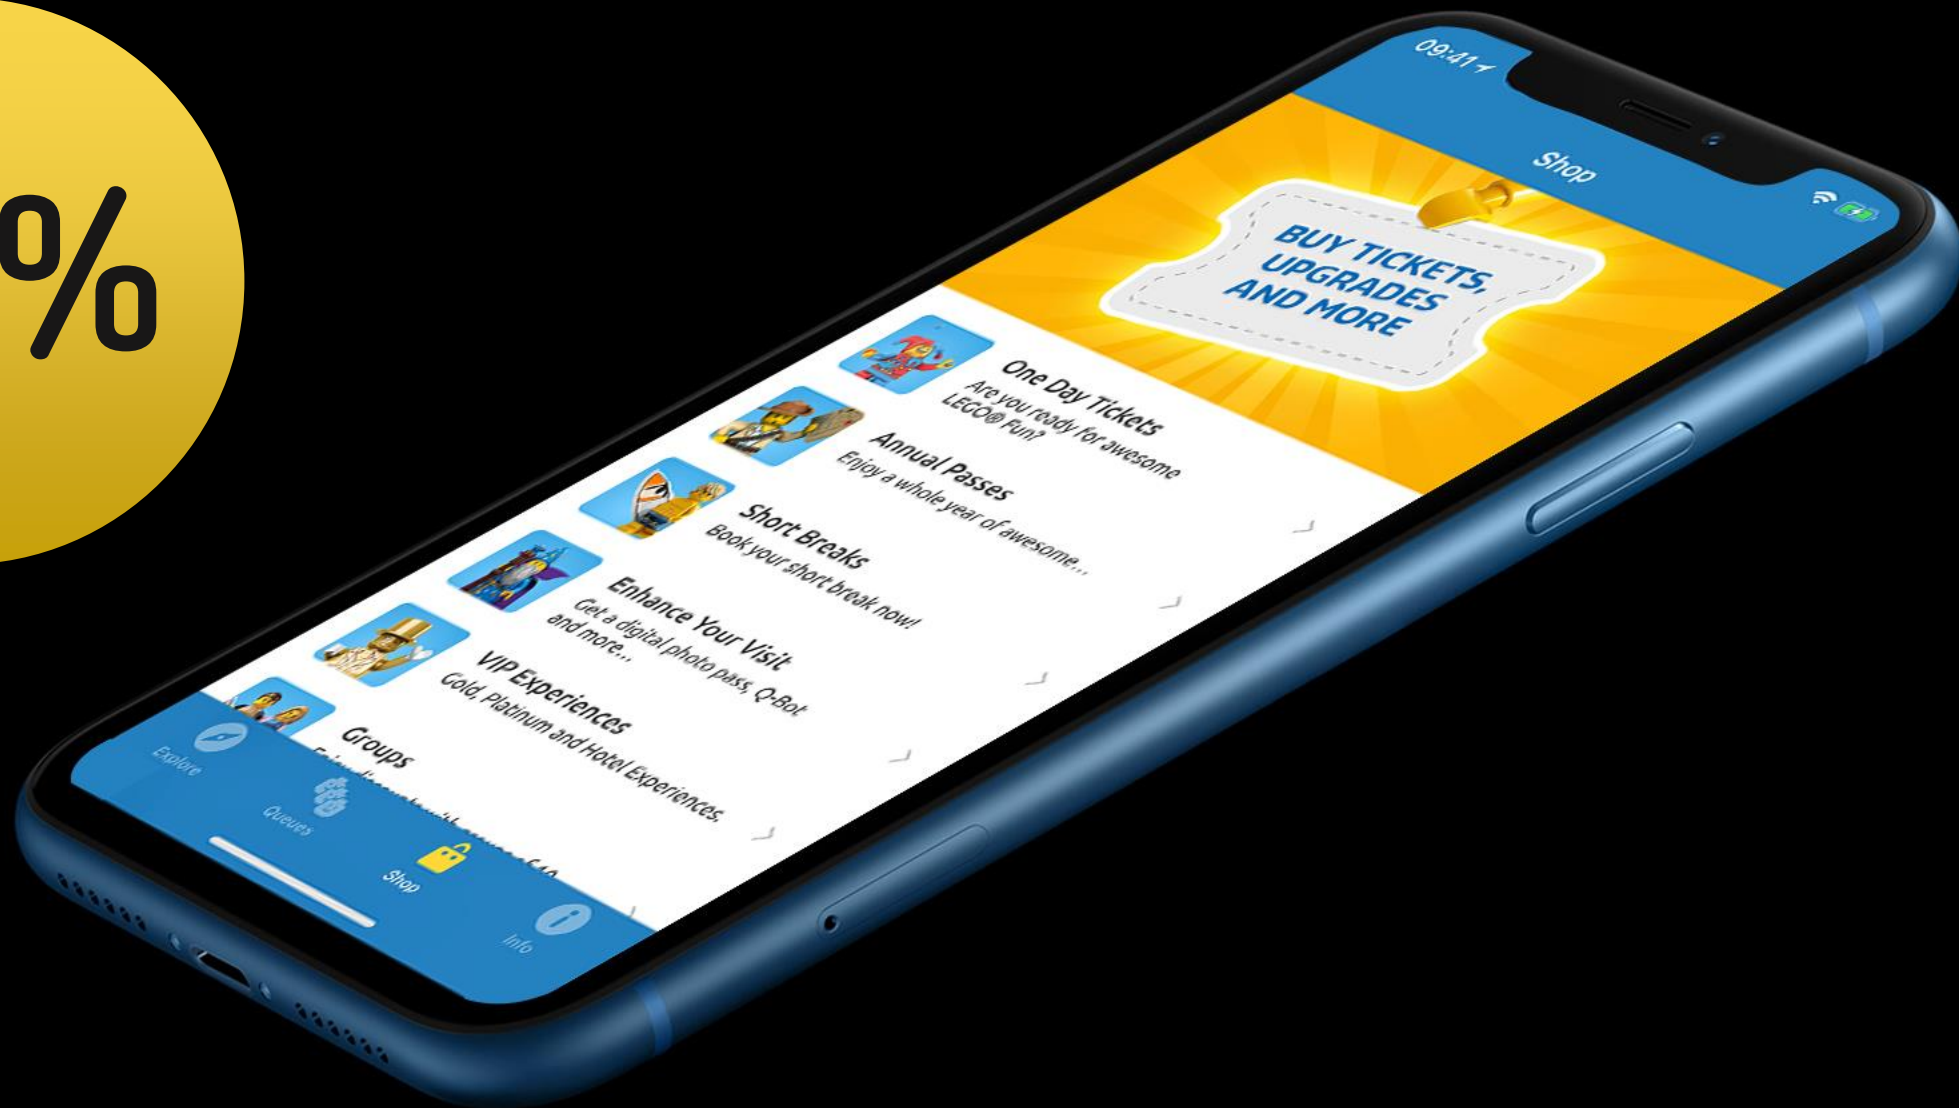 %
09:41
Shop
BUY TICKETS,
UPGRADES
AND MORE
One Day Tickets
Are you ready for awesome
LEGO® Fun?
Annual Passes
Enjoy a whole year of awesome...
Short Breaks
Book your short break now!
Enhance Your Visit
Get a digital photo pass, Q-Bot
and more...
VIP Experiences
Gold, Platinum and Hotel Experiences.
Groups
Explore
Queues
Shop
Info